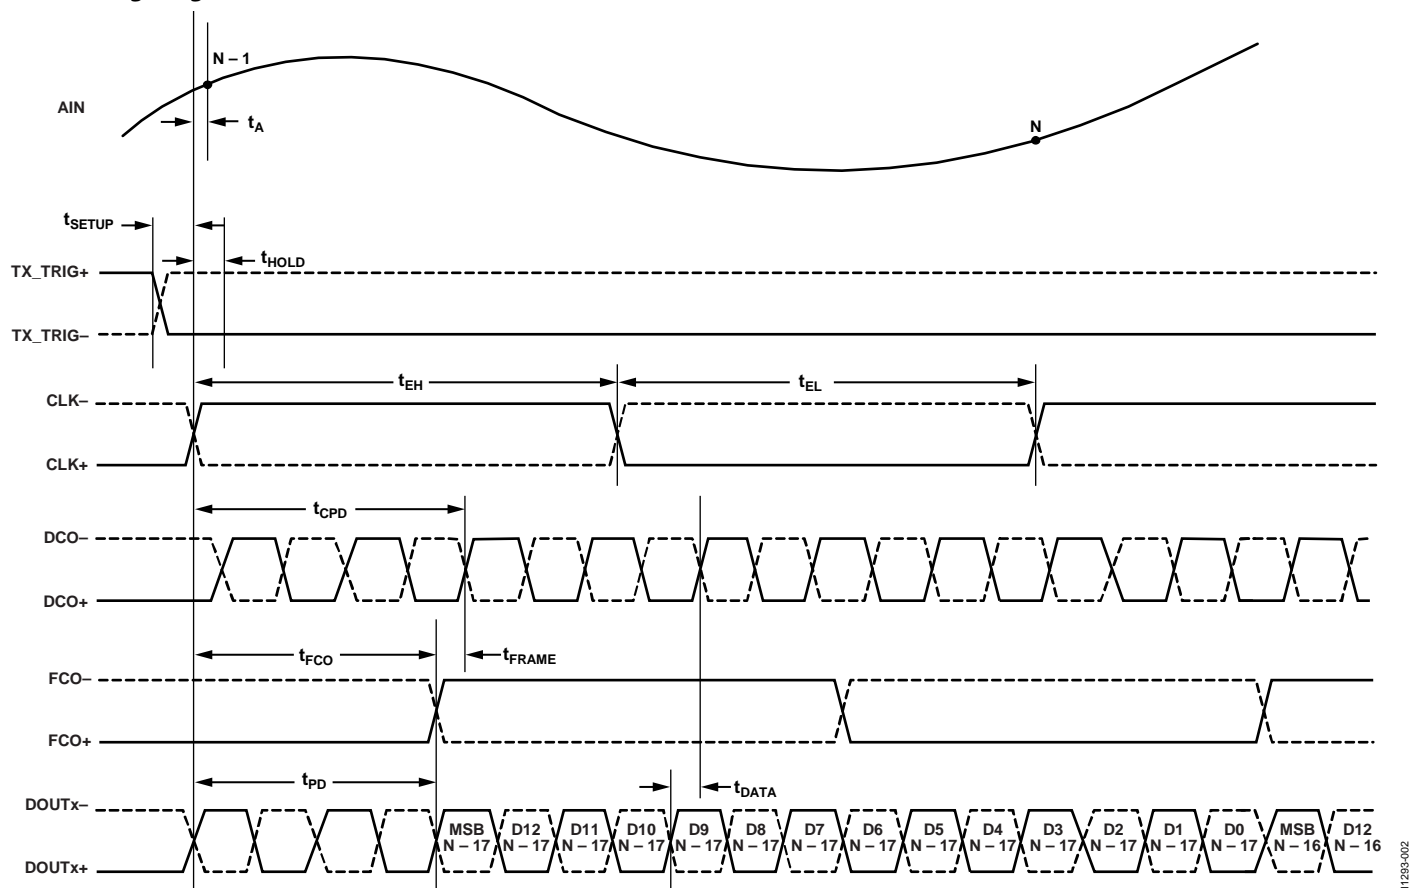 N – 1
AIN
tA
N
tSETUP
tHOLD
TX_TRIG+
TX_TRIG–
tEH
tEL
CLK–
CLK+
tCPD
DCO–
DCO+
tFCO
tFRAME
FCO–
FCO+
tPD
tDATA
DOUTx–
DOUTx+
MSB D12 D11 D10 D9 D8 D7 D6 D5 D4 D3 D2 D1 D0 MSB D12
N – 17 N – 17 N – 17 N – 17 N – 17 N – 17 N – 17 N – 17 N – 17 N – 17 N – 17 N – 17 N – 17 N – 17 N – 16 N – 16